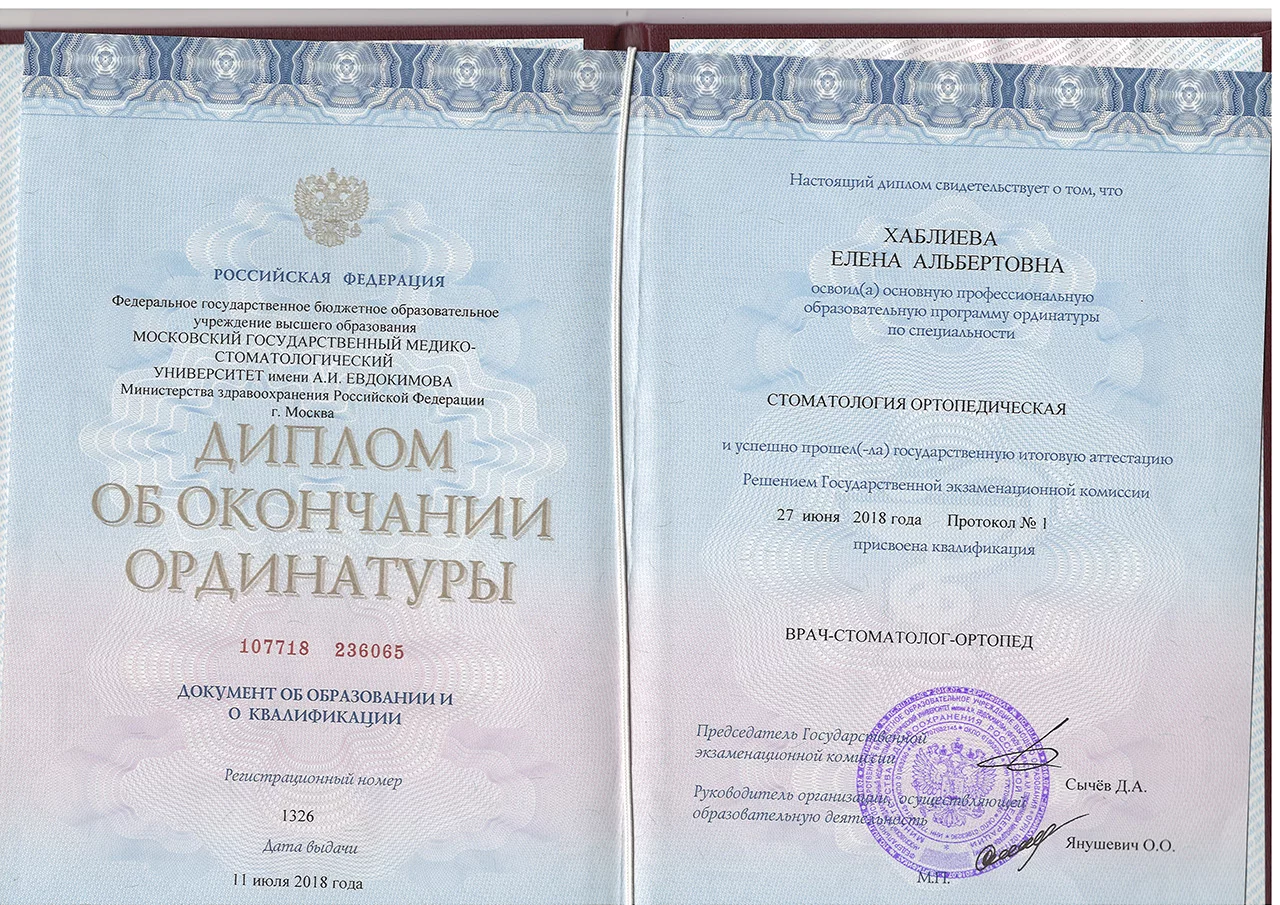 РОССИЙСКАЯ ФЕДЕРАЦИЯ
Федеральное государственное бюджетное образовательное
учреждение высшего образования
МОСКОВСКИЙ ГОСУДАРСТВЕННЫЙ МЕДИКО-
СТОМАТОЛОГИЧЕСКИЙ
УНИВЕРСИТЕТ имени А.И. ЕВДОКИМОВА
Министерства здравоохранения Российской Федерации
г. Москва
ДИПЛОМ
ОБ ОКОНЧАНИИ
ОРДИНАТУРЫ
107718 236065
ДОКУМЕНТ ОБ ОБРАЗОВАНИИ И
О КВАЛИФИКАЦИИ
Регистрационный номер
1326
Дата выдачи
11 июля 2018 года
Настоящий диплом свидетельствует о том, что
ХАБЛИЕВА
ЕЛЕНА АЛЬБЕРТОВНА
освоил(а) основную профессиональную
образовательную программу ординатуры
по специальности
СТОМАТОЛОГИЯ ОРТОПЕДИЧЕСКАЯ
и успешно прошел(-ла) государственную итоговую аттестацию
Решением Государственной экзаменационной комиссии
27 июня 2018 года Протокол № 1
присвоена квалификация
ВРАЧ-СТОМАТОЛОГ-ОРТОПЕД
Председатель Государственной
экзаменационной комиссии
Сычёв Д.А.
Руководитель организации, осуществляющей
образовательную деятельность
Янушевич О.О.
М.П.